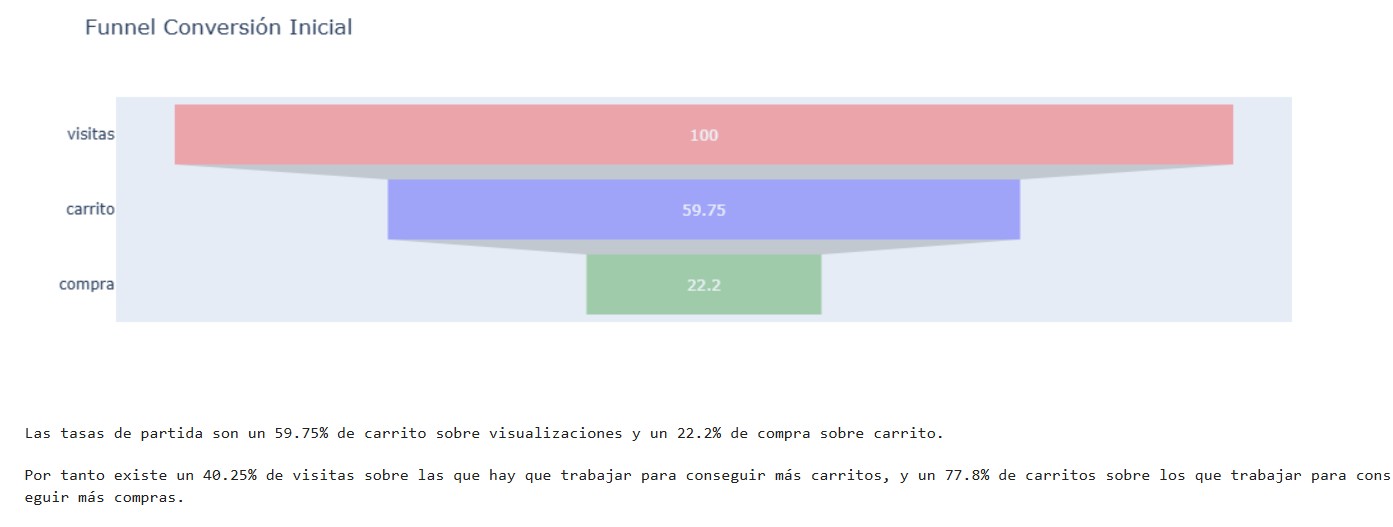 Funnel Conversión Inicial
visitas
100
carrito
59.75
compra
22.2
Las tasas de partida son un 59.75% de carrito sobre visualizaciones y un 22.2% de compra sobre carrito.
Por tanto existe un 40.25% de visitas sobre las que hay que trabajar para conseguir más carritos, y un 77.8% de carritos sobre los que trabajar para cons
eguir más compras.